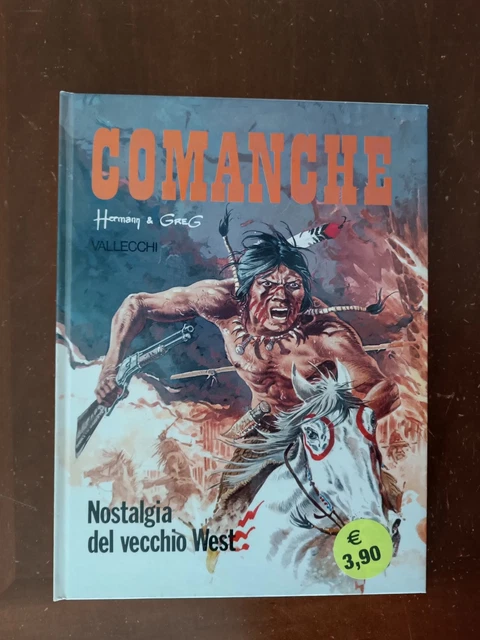 COMANCHE
Hermann & GREG
VALLECCHI
Nostalgia
del vecchio West
€
3,90